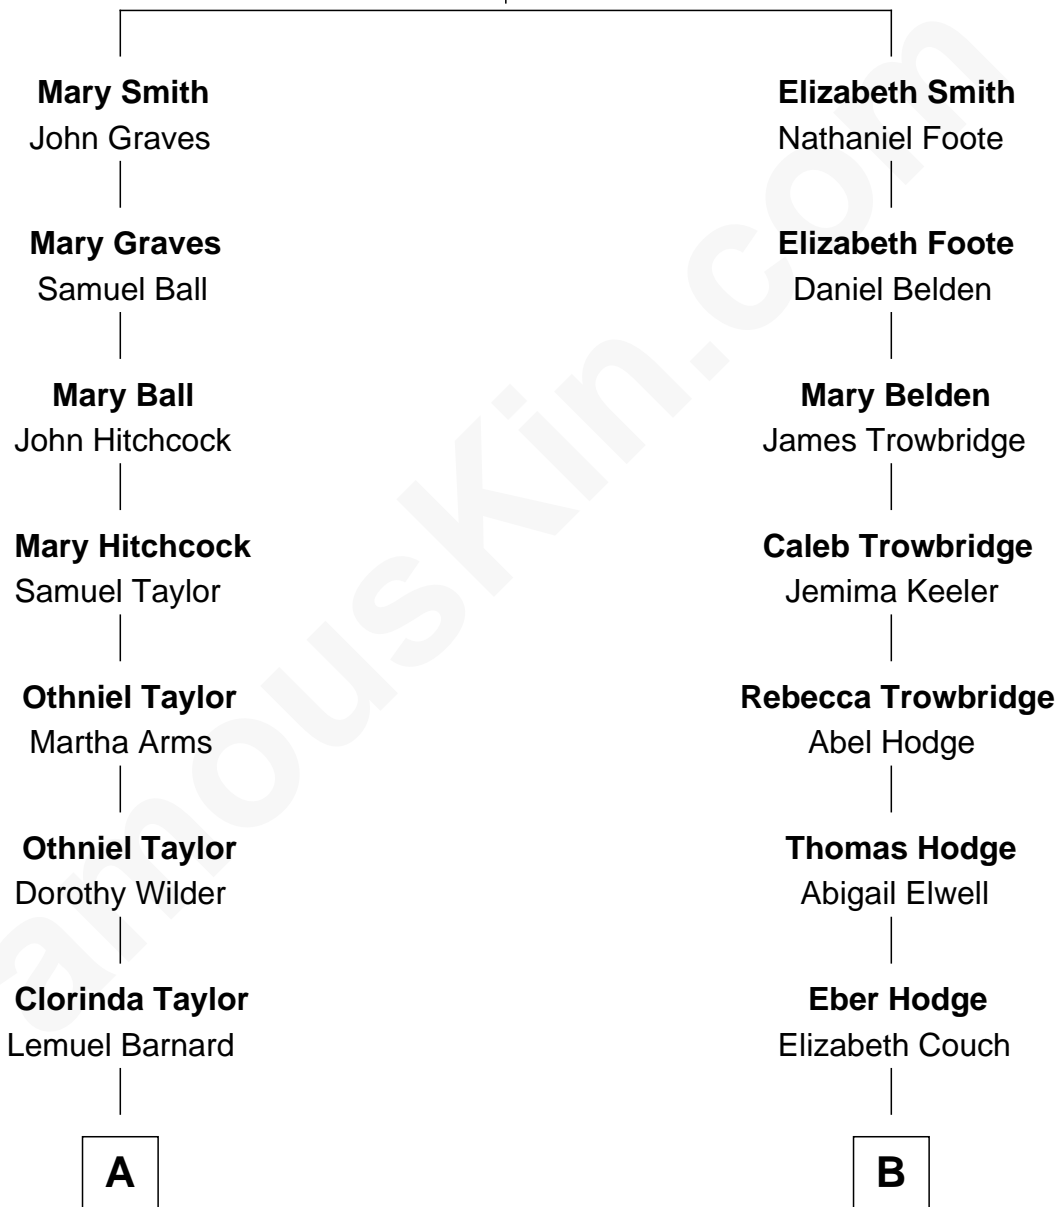 Mary Smith
John Graves
Mary Graves
Samuel Ball
Mary Ball
John Hitchcock
Mary Hitchcock
Samuel Taylor
Othniel Taylor
Martha Arms
Othniel Taylor
Dorothy Wilder
Clorinda Taylor
Lemuel Barnard
A
Elizabeth Smith
Nathaniel Foote
Elizabeth Foote
Daniel Belden
Mary Belden
James Trowbridge
Caleb Trowbridge
Jemima Keeler
Rebecca Trowbridge
Abel Hodge
Thomas Hodge
Abigail Elwell
Eber Hodge
Elizabeth Couch
B
amousKin.com